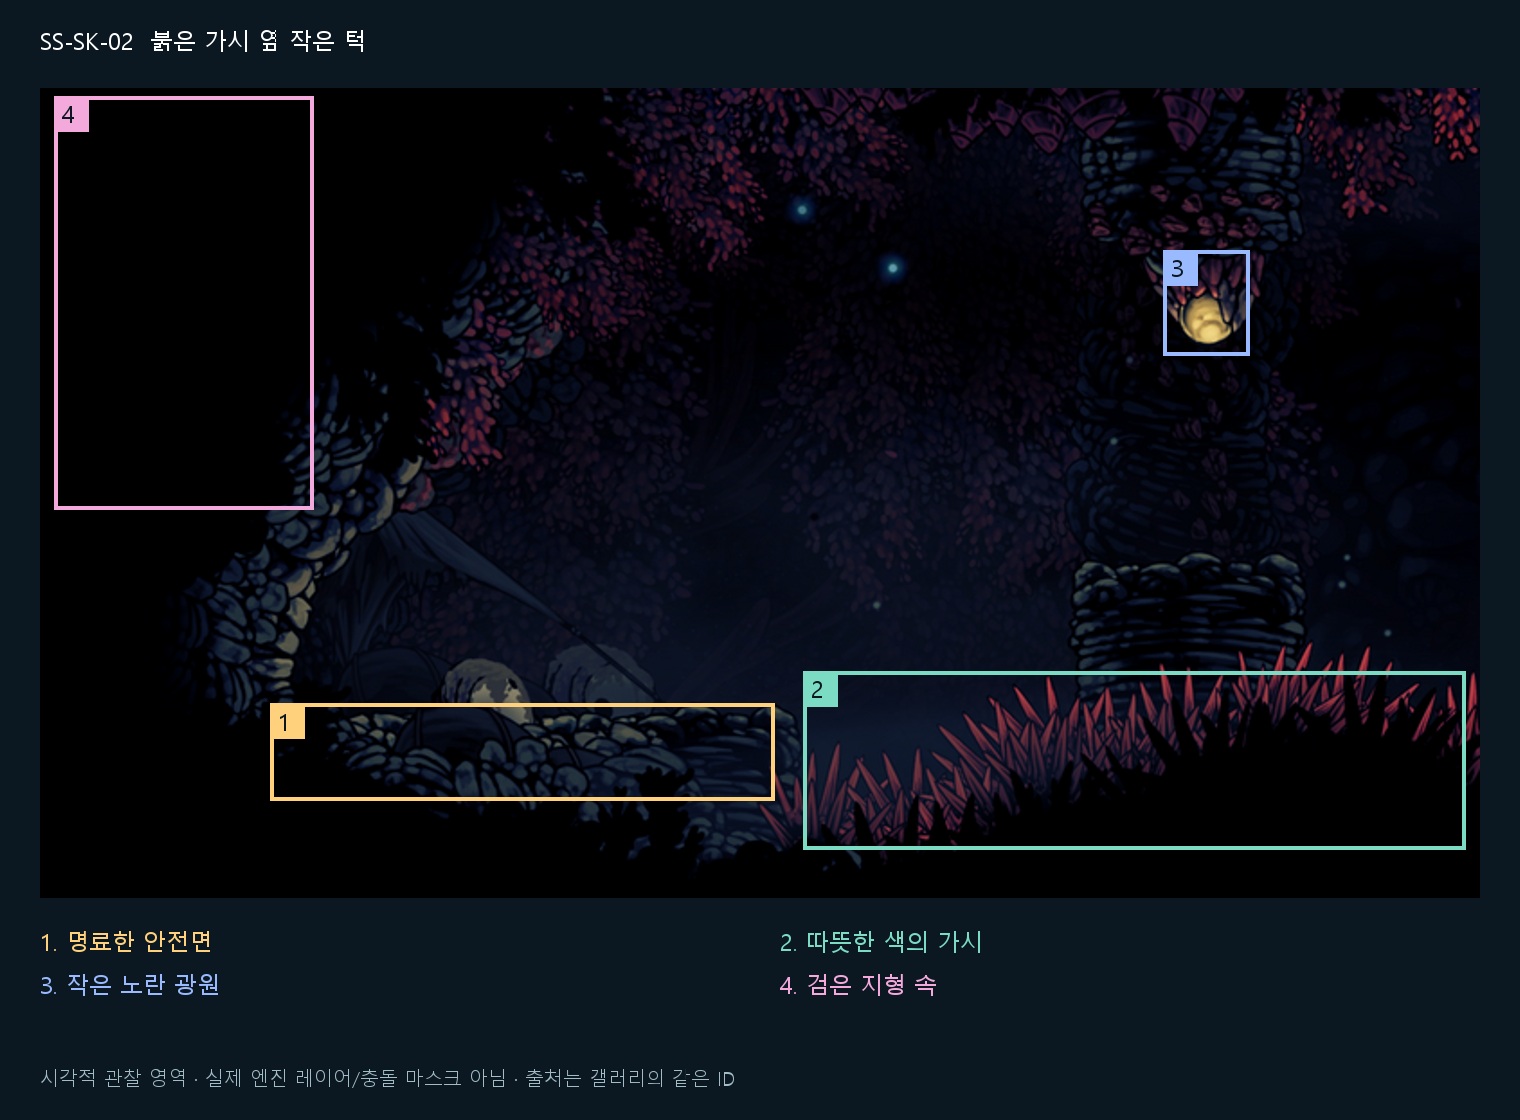 SS-SK-02 붉은 가시 옆 작은 턱
4
3
2
1
1. 명료한 안전면
2. 따뜻한 색의 가시
3. 작은 노란 광원
4. 검은 지형 속
시각적 관찰 영역 · 실제 엔진 레이어/충돌 마스크 아님 · 출처는 갤러리의 같은 ID